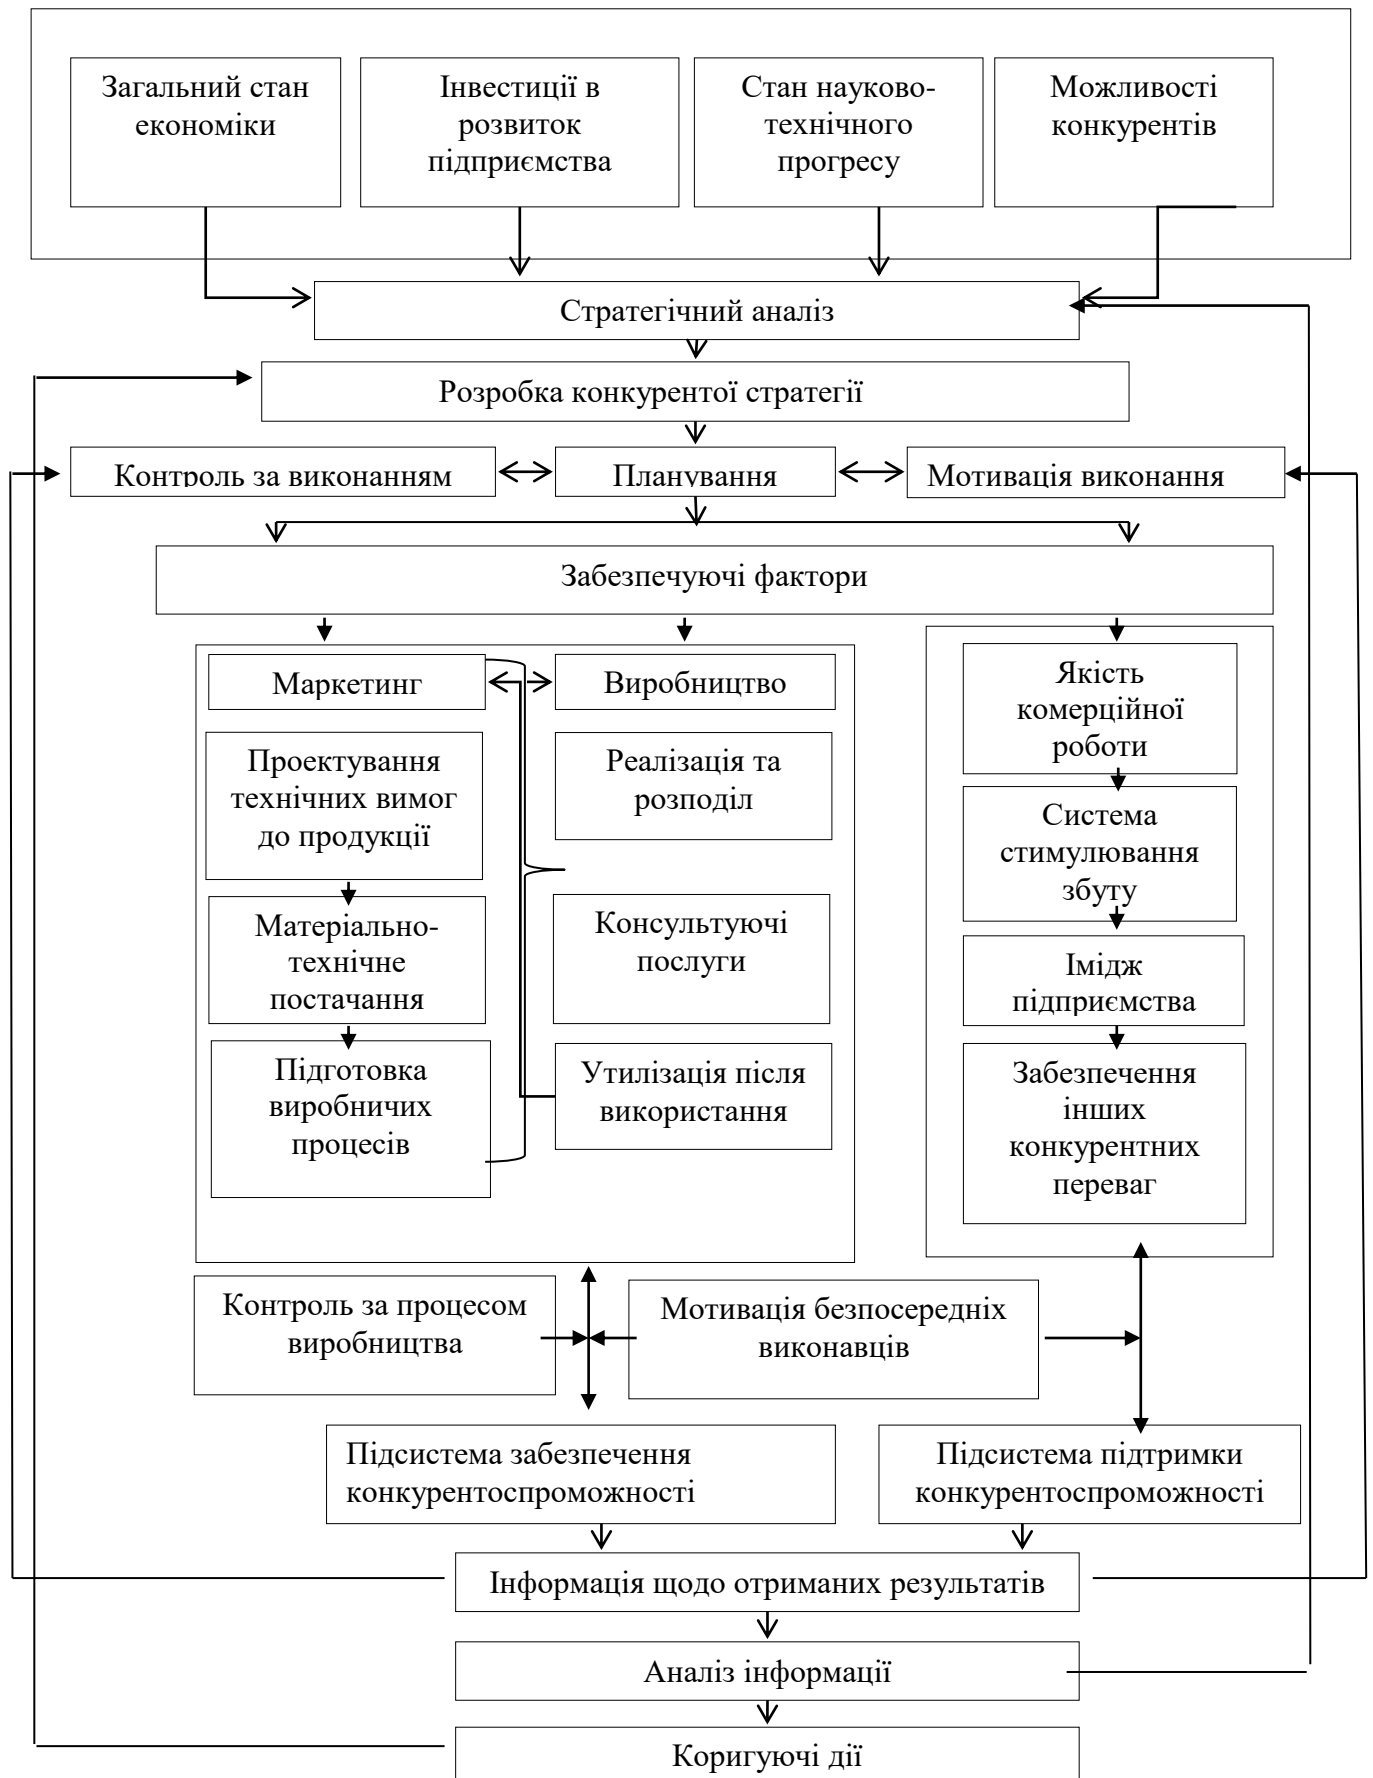 Загальний стан
економіки
Інвестиції в
розвиток
підприємства
Стан науково-
технічного
прогресу
Можливості
конкурентів
Стратегічний аналіз
Розробка конкурентої стратегії
Контроль за виконанням
Планування
Мотивація виконання
Забезпечуючі фактори
Маркетинг
Виробництво
Проектування
технічних вимог
до продукції
Реалізація та
розподіл
Матеріально-
технічне
постачання
Консультуючі
послуги
Підготовка
виробничих
процесів
Утилізація після
використання
Якість
комерційної
роботи
Система
стимулювання
збуту
Імідж
підприємства
Забезпечення
інших
конкурентних
переваг
Контроль за процесом
виробництва
Мотивація безпосередніх
виконавців
Підсистема забезпечення
конкурентоспроможності
Підсистема підтримки
конкурентоспроможності
Інформація щодо отриманих результатів
Аналіз інформації
Коригуючі дії